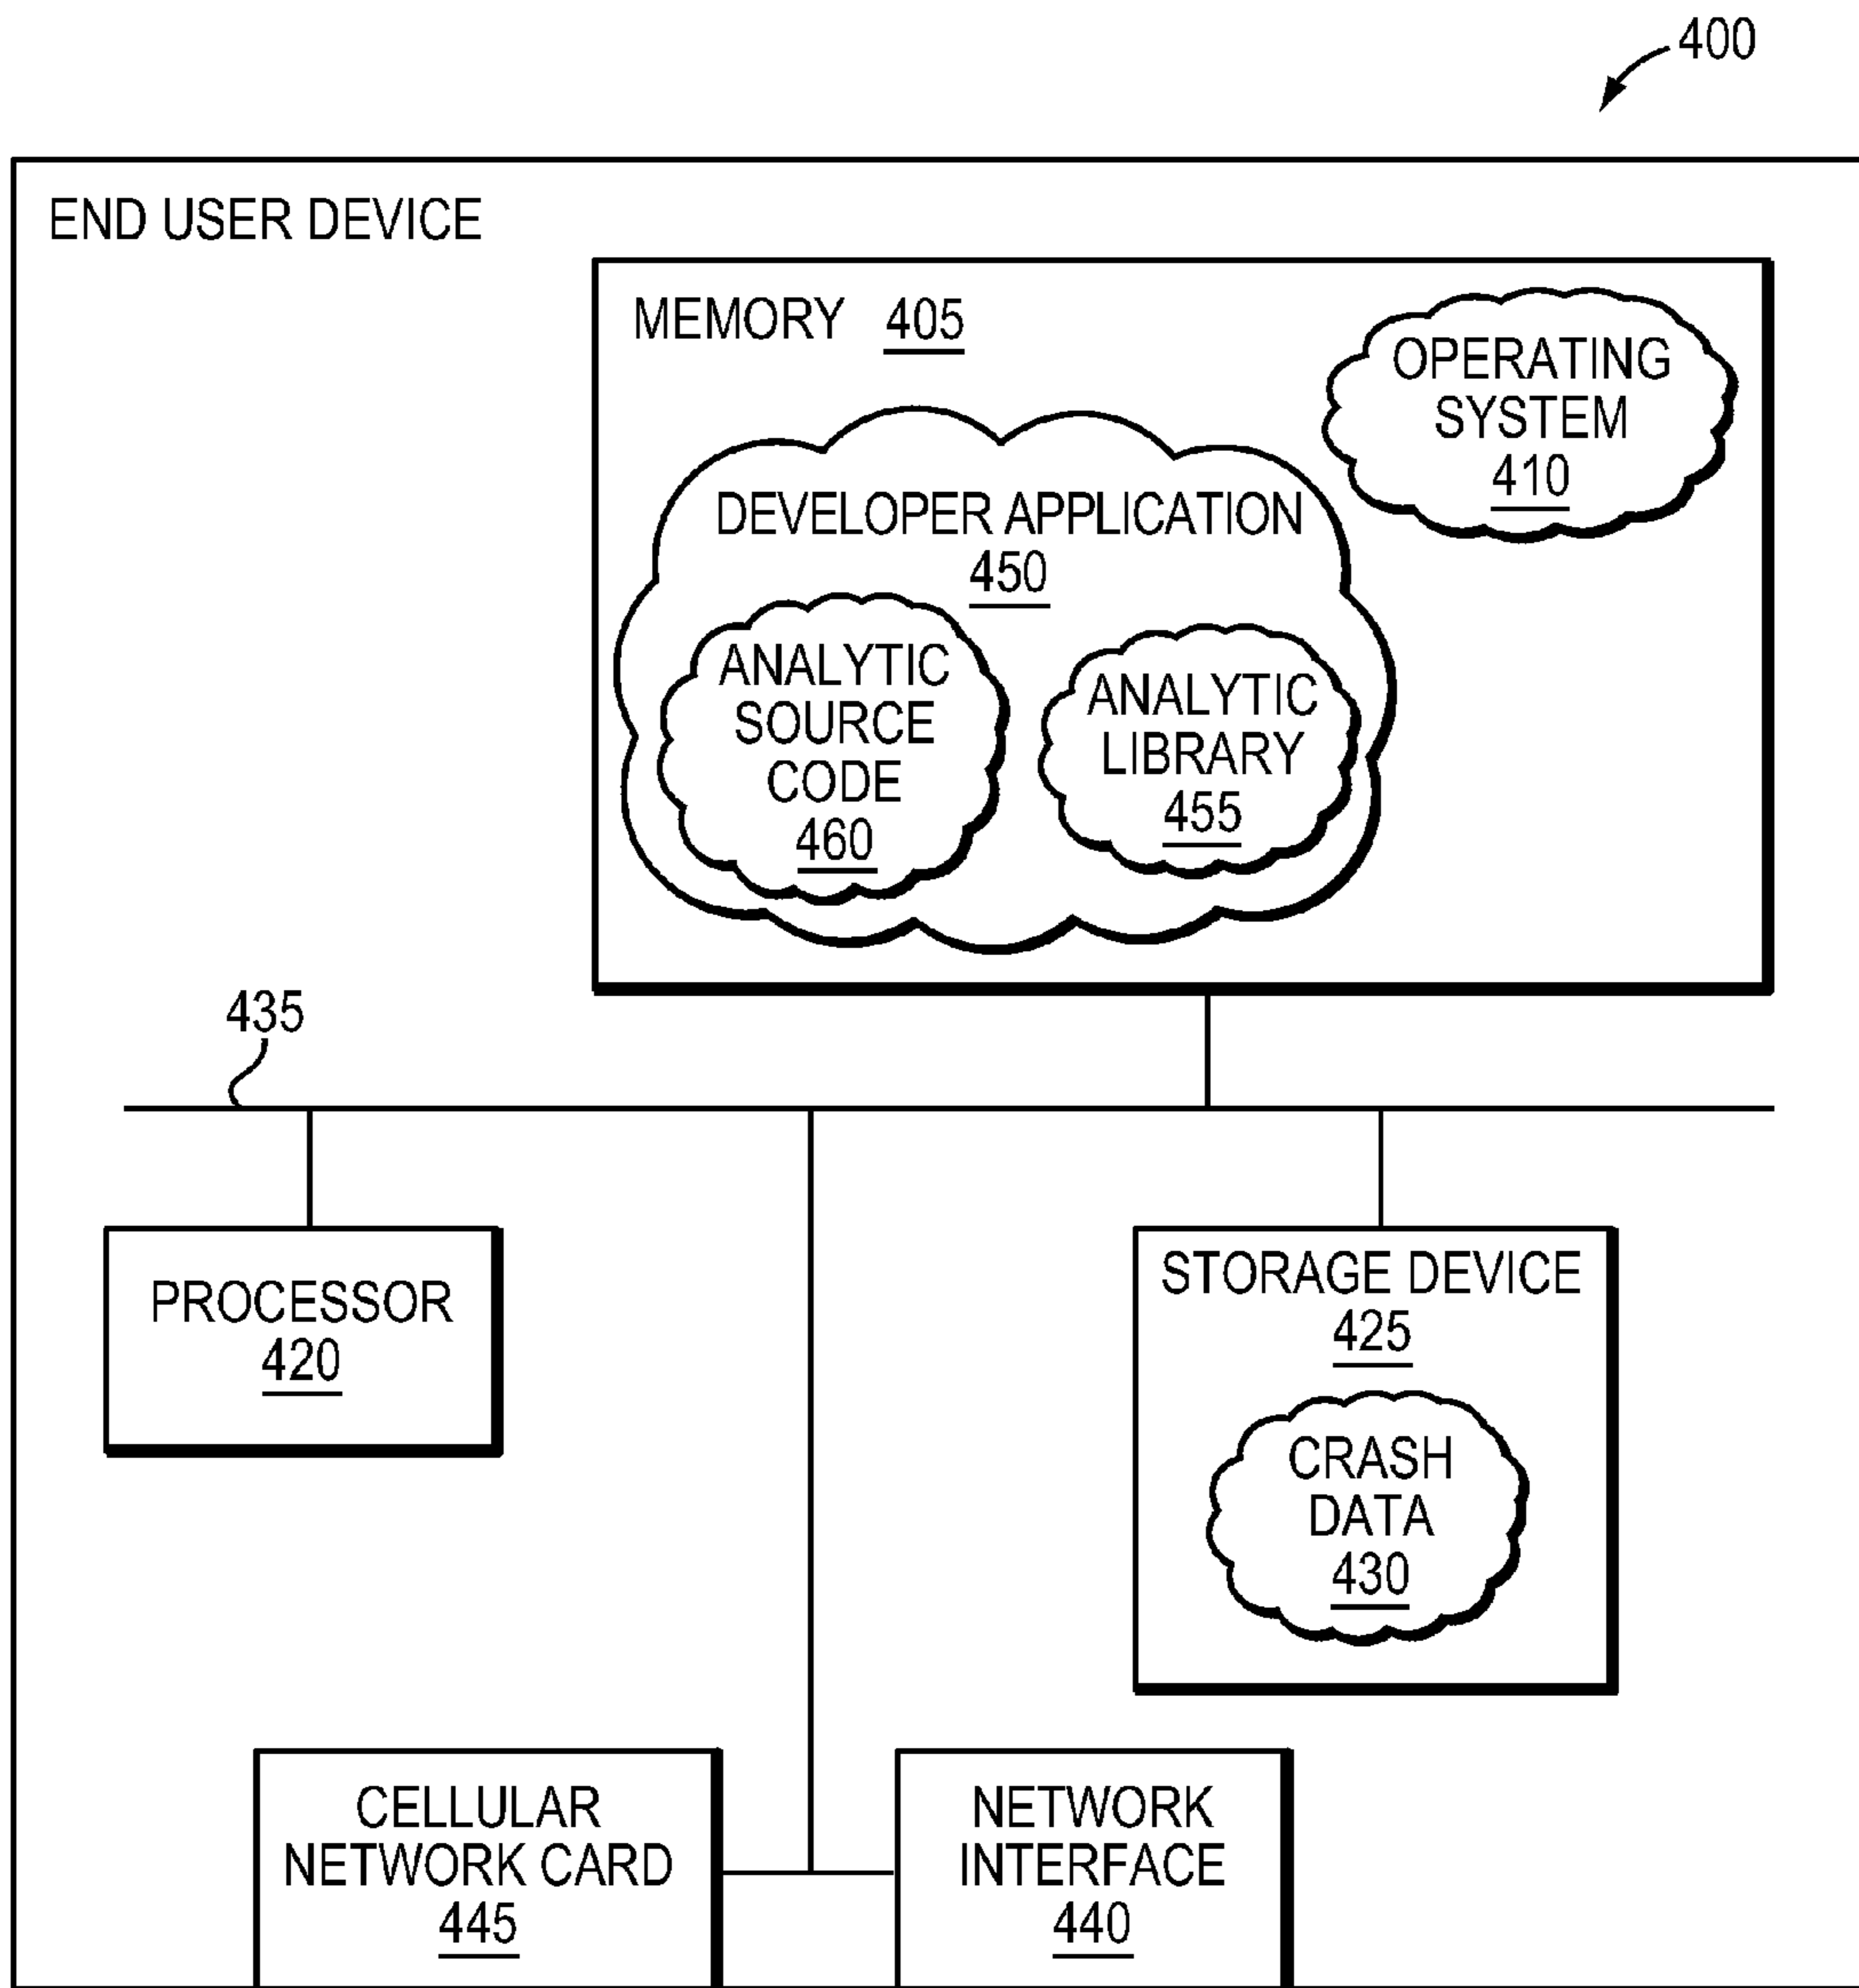 400
END USER DEVICE
MEMORY 405
OPERATING
SYSTEM
410
DEVELOPER APPLICATION
450
ANALYTIC
SOURCE
CODE
460
ANALYTIC
LIBRARY
455
435
PROCESSOR
420
STORAGE DEVICE
425
CRASH
DATA
430
CELLULAR
NETWORK CARD
445
NETWORK
INTERFACE
440